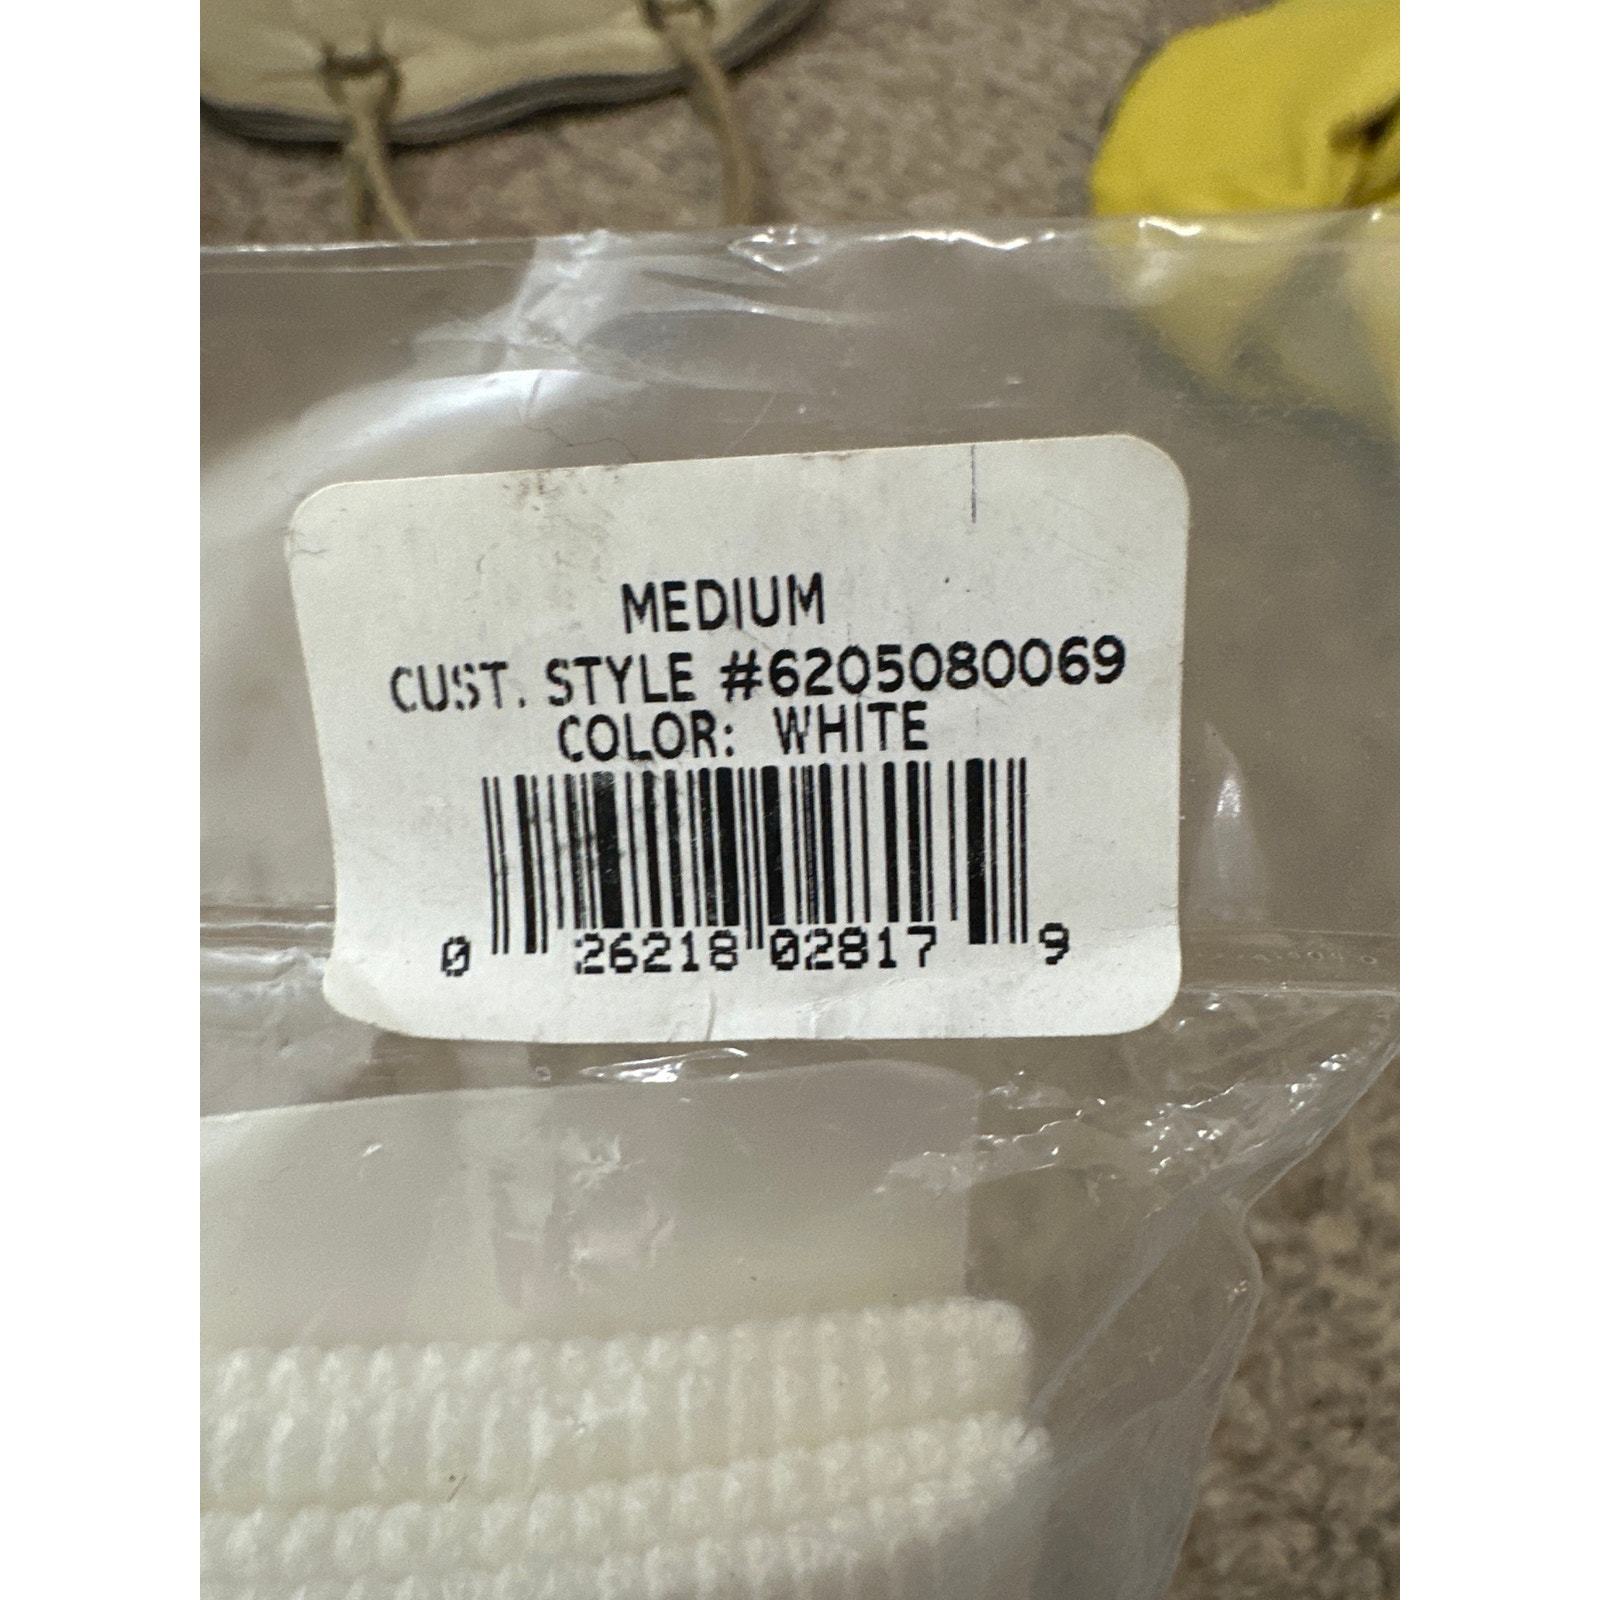 MEDIUM
CUST. STYLE #6205080069
COLOR: WHITE
0 26218 02817 9